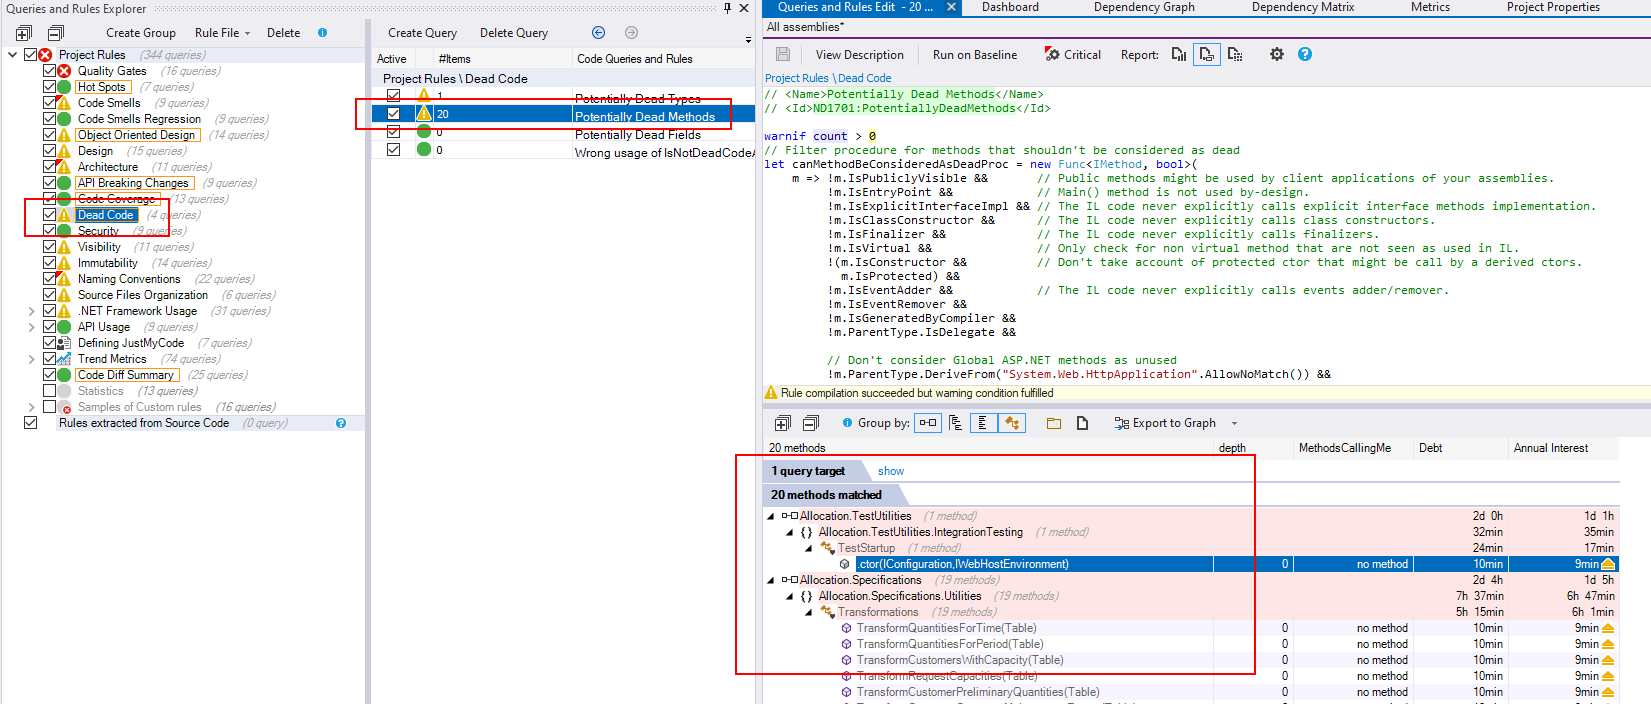 Queries and Rules Explorer
Create Group Rule File Delete
Project Rules (344 queries)
Quality Gates (16 queries)
Hot Spots (7 queries)
Code Smells (9 queries)
Code Smells Regression (9 queries)
Object Oriented Design (14 queries)
Design (15 queries)
Architecture (11 queries)
API Breaking Changes (9 queries)
Code Coverage (13 queries)
Dead Code (4 queries)
Security (9 queries)
Visibility (11 queries)
Immutability (14 queries)
Naming Conventions (22 queries)
Source Files Organization (6 queries)
.NET Framework Usage (31 queries)
API Usage (9 queries)
Defining JustMyCode (7 queries)
Trend Metrics (74 queries)
Code Diff Summary (25 queries)
Statistics (13 queries)
Samples of Custom rules (16 queries)
Rules extracted from Source Code (0 query)
Create Query Delete Query
Active #Items Code Queries and Rules
Project Rules \ Dead Code
1 Potentially Dead Types
20 Potentially Dead Methods
0 Potentially Dead Fields
0 Wrong usage of IsNotDeadCodeA
Queries and Rules Edit - 20 ... Dashboard Dependency Graph Dependency Matrix Metrics Project Properties
All assemblies*
View Description Run on Baseline Critical Report:
Project Rules \ Dead Code
// <Name>Potentially Dead Methods</Name>
// <Id>ND1701:PotentiallyDeadMethods</Id>
warnif count > 0
// Filter procedure for methods that shouldn't be considered as dead
let canMethodBeConsideredAsDeadProc = new Func<IMethod, bool>(
m => !m.IsPubliclyVisible && // Public methods might be used by client applications of your assemblies.
!m.IsEntryPoint && // Main() method is not used by-design.
!m.IsExplicitInterfaceImpl && // The IL code never explicitly calls explicit interface methods implementation.
!m.IsClassConstructor && // The IL code never explicitly calls class constructors.
!m.IsFinalizer && // The IL code never explicitly calls finalizers.
!m.IsVirtual && // Only check for non virtual method that are not seen as used in IL.
!(m.IsConstructor && // Don't take account of protected ctor that might be call by a derived ctors.
m.IsProtected) &&
!m.IsEventAdder && // The IL code never explicitly calls events adder/remover.
!m.IsEventRemover &&
!m.IsGeneratedByCompiler &&
!m.ParentType.IsDelegate &&
// Don't consider Global ASP.NET methods as unused
!m.ParentType.DeriveFrom("System.Web.HttpApplication".AllowNoMatch()) &&
Rule compilation succeeded but warning condition fulfilled
Group by: Export to Graph
20 methods depth MethodsCallingMe Debt Annual Interest
1 query target show
20 methods matched
Allocation.TestUtilities (1 method) 2d 0h 1d 1h
Allocation.TestUtilities.IntegrationTesting (1 method) 32min 35min
TestStartup (1 method) 24min 17min
.ctor(IConfiguration,IWebHostEnvironment) 0 no method 10min 9min
Allocation.Specifications (19 methods) 2d 4h 1d 5h
Allocation.Specifications.Utilities (19 methods) 7h 37min 6h 47min
Transformations (19 methods) 5h 15min 6h 1min
TransformQuantitiesForTime(Table) 0 no method 10min 9min
TransformQuantitiesForPeriod(Table) 0 no method 10min 9min
TransformCustomersWithCapacity(Table) 0 no method 10min 9min
TransformRequestCapacities(Table) 0 no method 10min 9min
TransformCustomerPreliminaryQuantities(Table) 0 no method 10min 9min